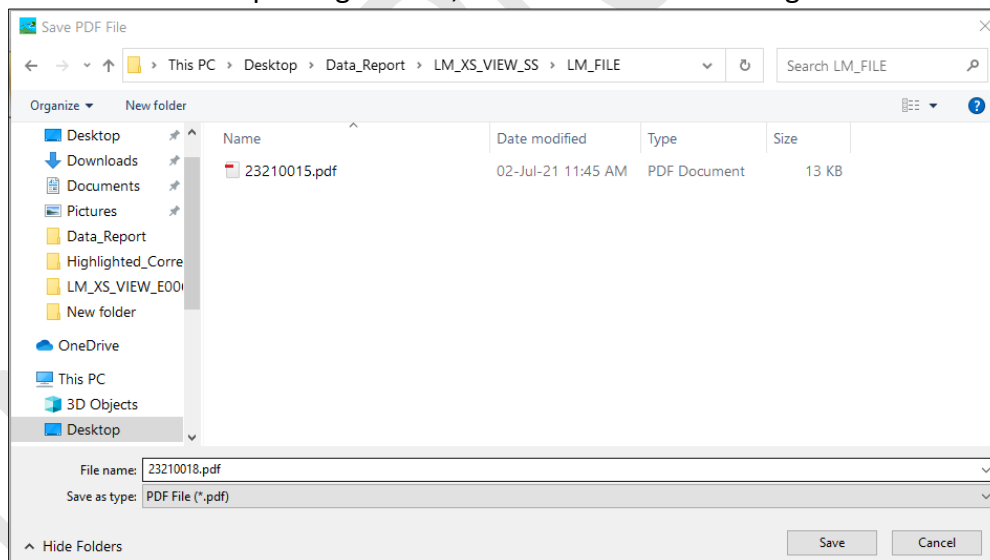 Save PDF File
This PC › Desktop › Data_Report › LM_XS_VIEW_SS › LM_FILE
Search LM_FILE
Organize
New folder
Name Date modified Type Size
23210015.pdf 02-Jul-21 11:45 AM PDF Document 13 KB
Desktop
Downloads
Documents
Pictures
Data_Report
Highlighted_Corre
LM_XS_VIEW_E00
New folder
OneDrive
This PC
3D Objects
Desktop
File name: 23210018.pdf
Save as type: PDF File (*.pdf)
Hide Folders
Save Cancel